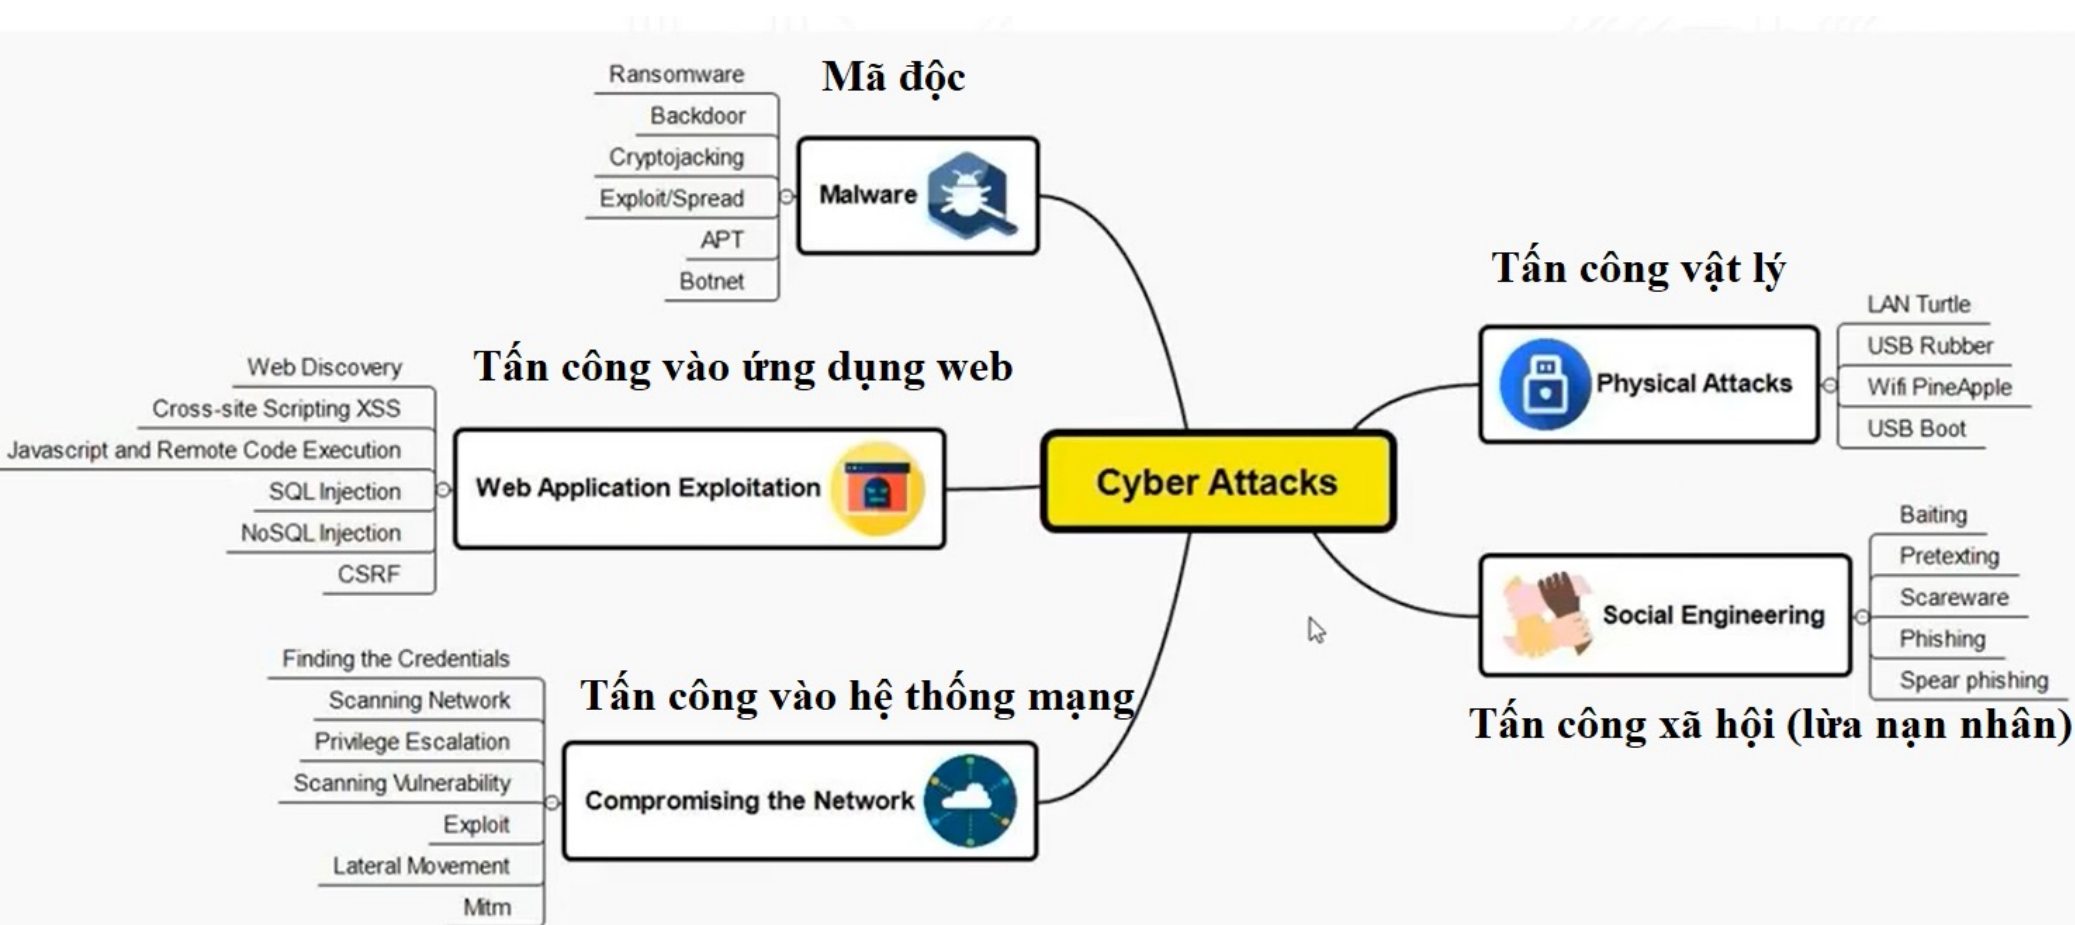 Mã độc
Ransomware
Backdoor
Cryptojacking
Exploit/Spread
APT
Botnet
Malware
Tấn công vào ứng dụng web
Web Discovery
Cross-site Scripting XSS
Javascript and Remote Code Execution
SQL Injection
NoSQL Injection
CSRF
Web Application Exploitation
Tấn công vào hệ thống mạng
Finding the Credentials
Scanning Network
Privilege Escalation
Scanning Vulnerability
Exploit
Lateral Movement
Mitm
Compromising the Network
Cyber Attacks
Tấn công vật lý
Physical Attacks
LAN Turtle
USB Rubber
Wifi PineApple
USB Boot
Social Engineering
Baiting
Pretexting
Scareware
Phishing
Spear phishing
Tấn công xã hội (lừa nạn nhân)